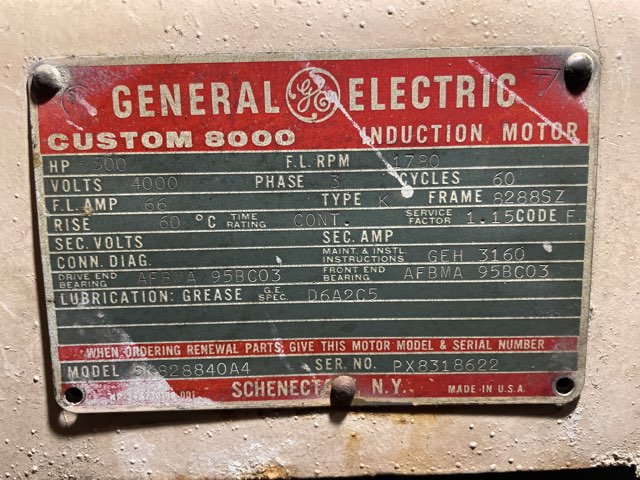 GENERAL GE ELECTRIC
CUSTOM 8000 INDUCTION MOTOR
HP 500 F.L. RPM 1780
VOLTS 4000 PHASE 3 CYCLES 60
F.L. AMP 66 TYPE K FRAME 8288SZ
RISE 60 °C TIME RATING CONT. SERVICE FACTOR 1.15 CODE F
SEC. VOLTS SEC. AMP
CONN. DIAG. MAINT. & INSTL. INSTRUCTIONS GEH 3160
DRIVE END BEARING AFBMA 95BC03 FRONT END BEARING AFBMA 95BC03
LUBRICATION: GREASE G.E. SPEC. D6A2C5
WHEN ORDERING RENEWAL PARTS, GIVE THIS MOTOR MODEL & SERIAL NUMBER
MODEL SER. NO. PX8318622
N.Y. MADE IN U.S.A.